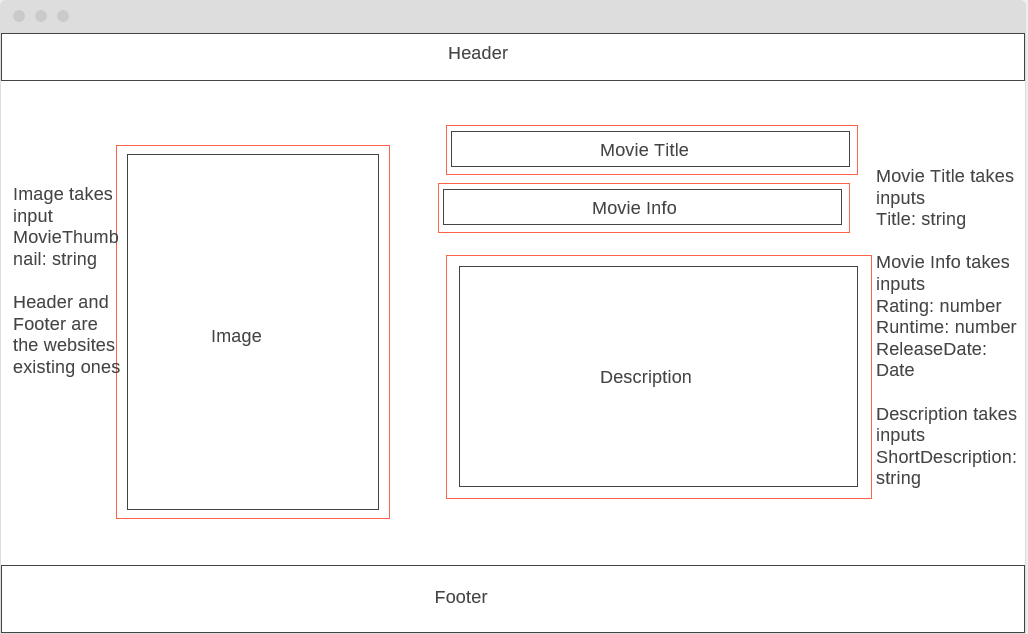 Header
Image takes
input
MovieThumb
nail: string
Header and
Footer are
the websites
existing ones
Image
Movie Title
Movie Info
Description
Movie Title takes
inputs
Title: string
Movie Info takes
inputs
Rating: number
Runtime: number
ReleaseDate:
Date
Description takes
inputs
ShortDescription:
string
Footer